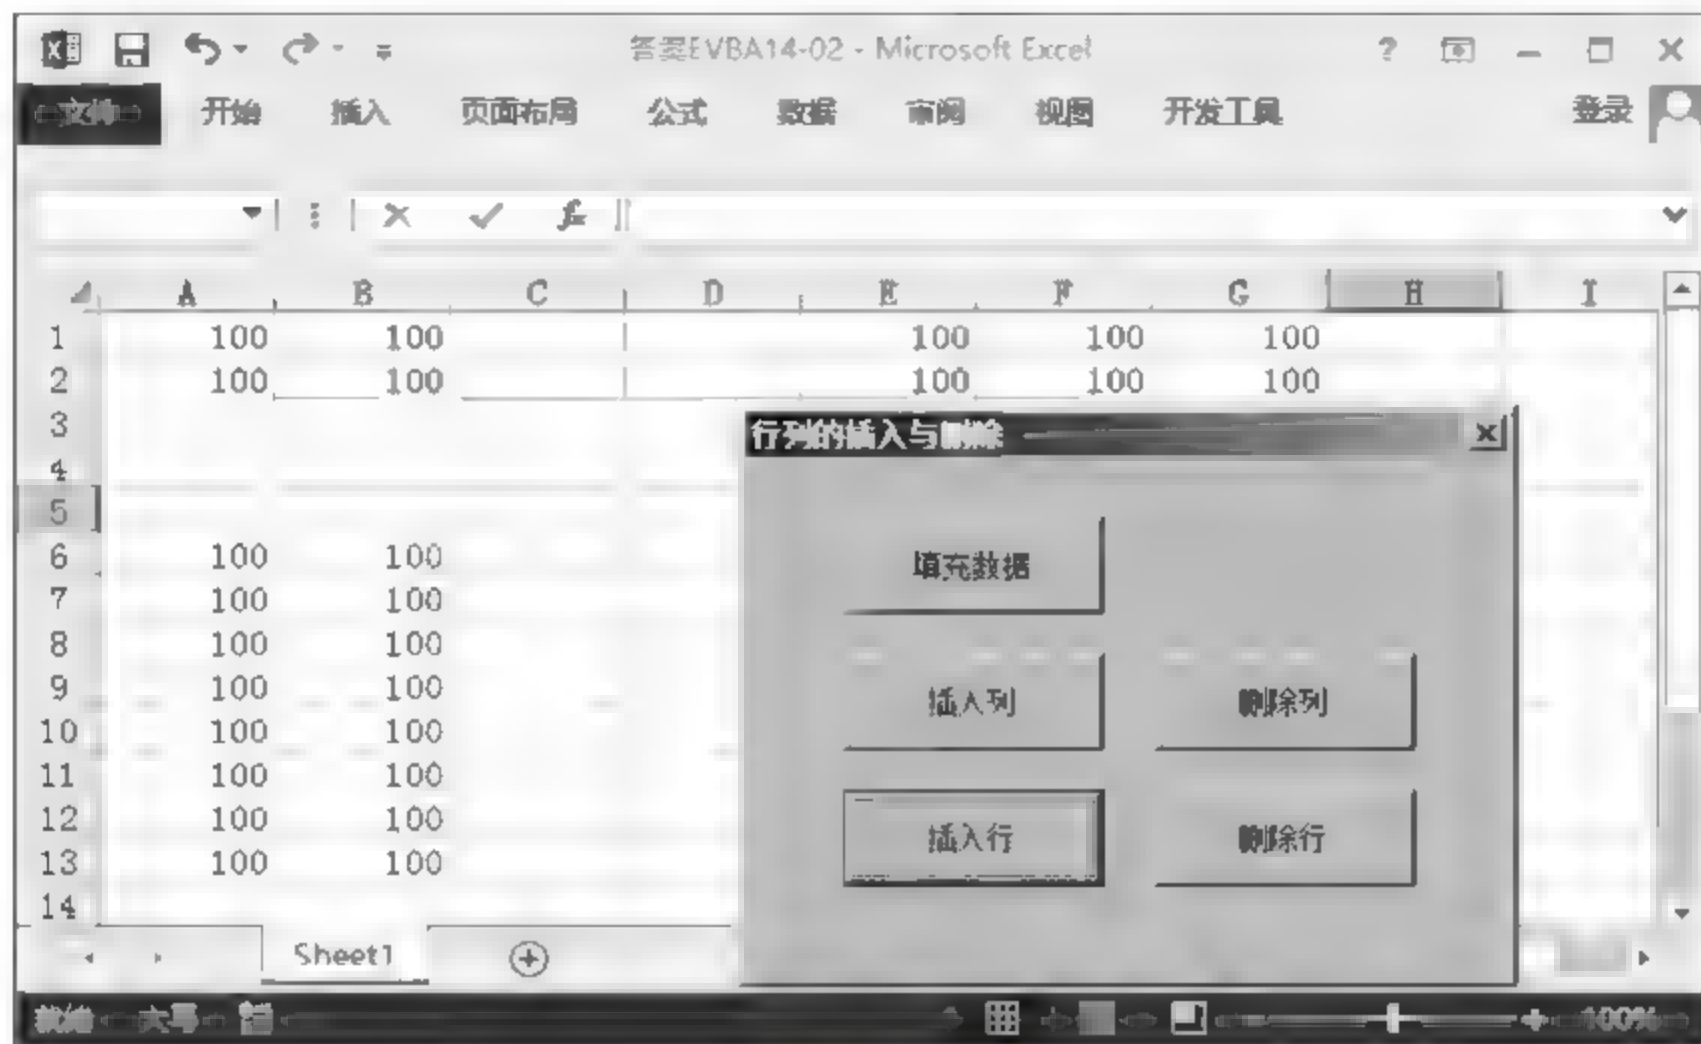 答案EVBA14-02 - Microsoft Excel
文件 开始 插入 页面布局 公式 数据 审阅 视图 开发工具 登录
fx
A B C D E F G H I
1 100 100 100 100 100
2 100 100 100 100 100
3
4
5
6 100 100
7 100 100
8 100 100
9 100 100
10 100 100
11 100 100
12 100 100
13 100 100
14
行列的插入与删除
填充数据
插入列 删除列
插入行 删除行
Sheet1
就绪 大写 100%